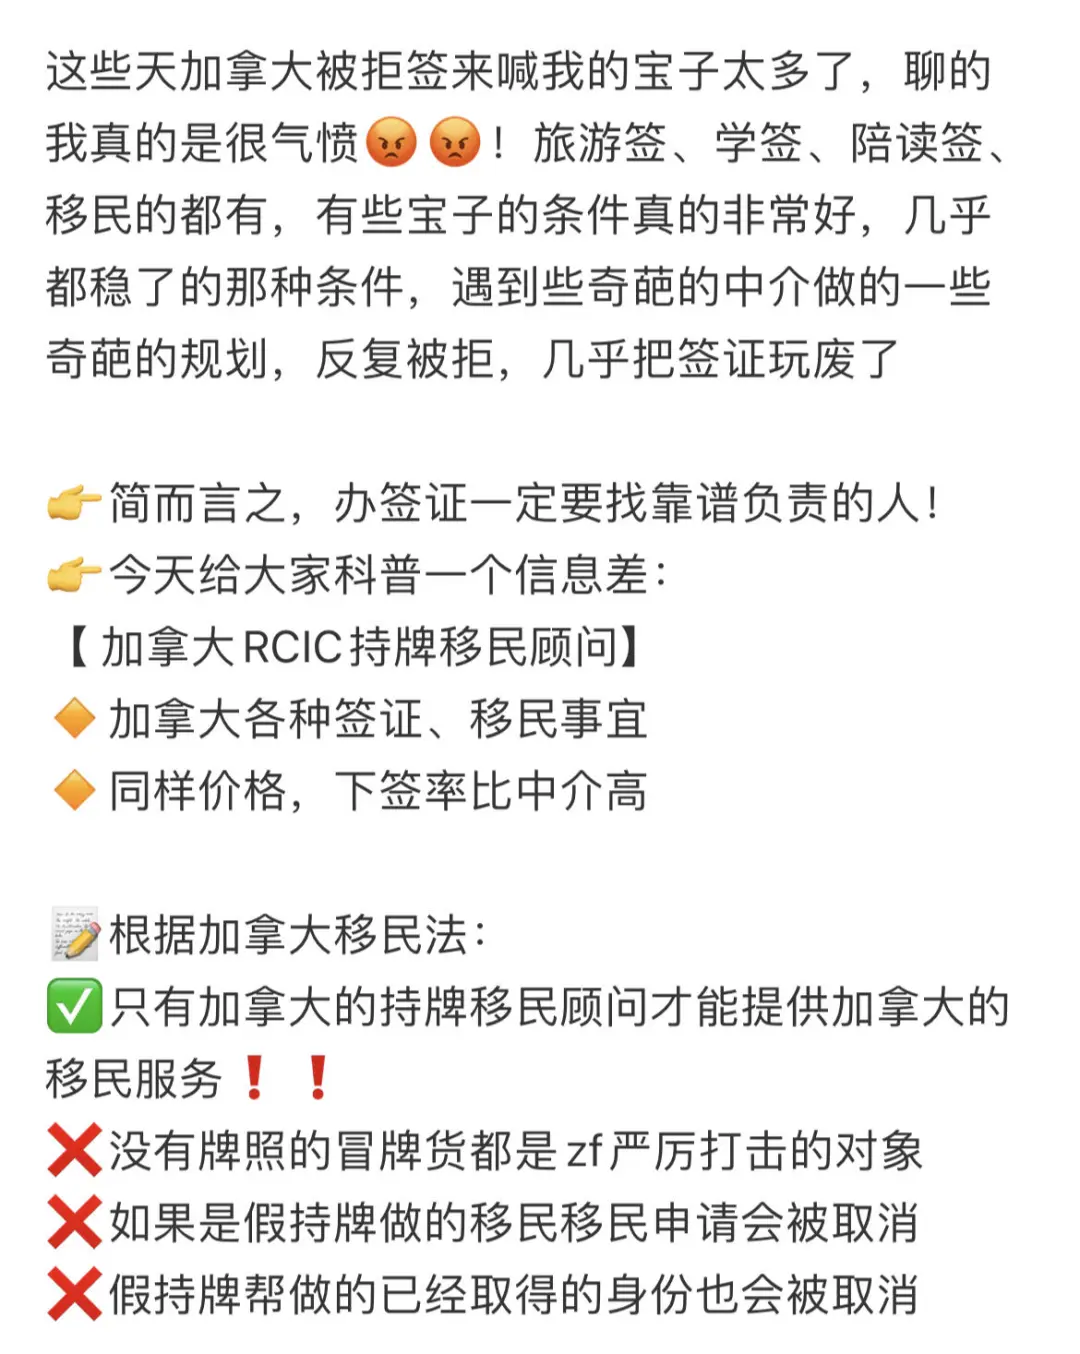 这些天加拿大被拒签来喊我的宝子太多了，聊的
我真的是很气愤😡😡！旅游签、学签、陪读签、
移民的都有，有些宝子的条件真的非常好，几乎
都稳了的那种条件，遇到些奇葩的中介做的一些
奇葩的规划，反复被拒，几乎把签证玩废了
👉简而言之，办签证一定要找靠谱负责的人！
👉今天给大家科普一个信息差：
【加拿大RCIC持牌移民顾问】
🔸加拿大各种签证、移民事宜
🔸同样价格，下签率比中介高
📝根据加拿大移民法：
✅只有加拿大的持牌移民顾问才能提供加拿大的
移民服务❗❗
❌没有牌照的冒牌货都是zf严厉打击的对象
❌如果是假持牌做的移民移民申请会被取消
❌假持牌帮做的已经取得的身份也会被取消